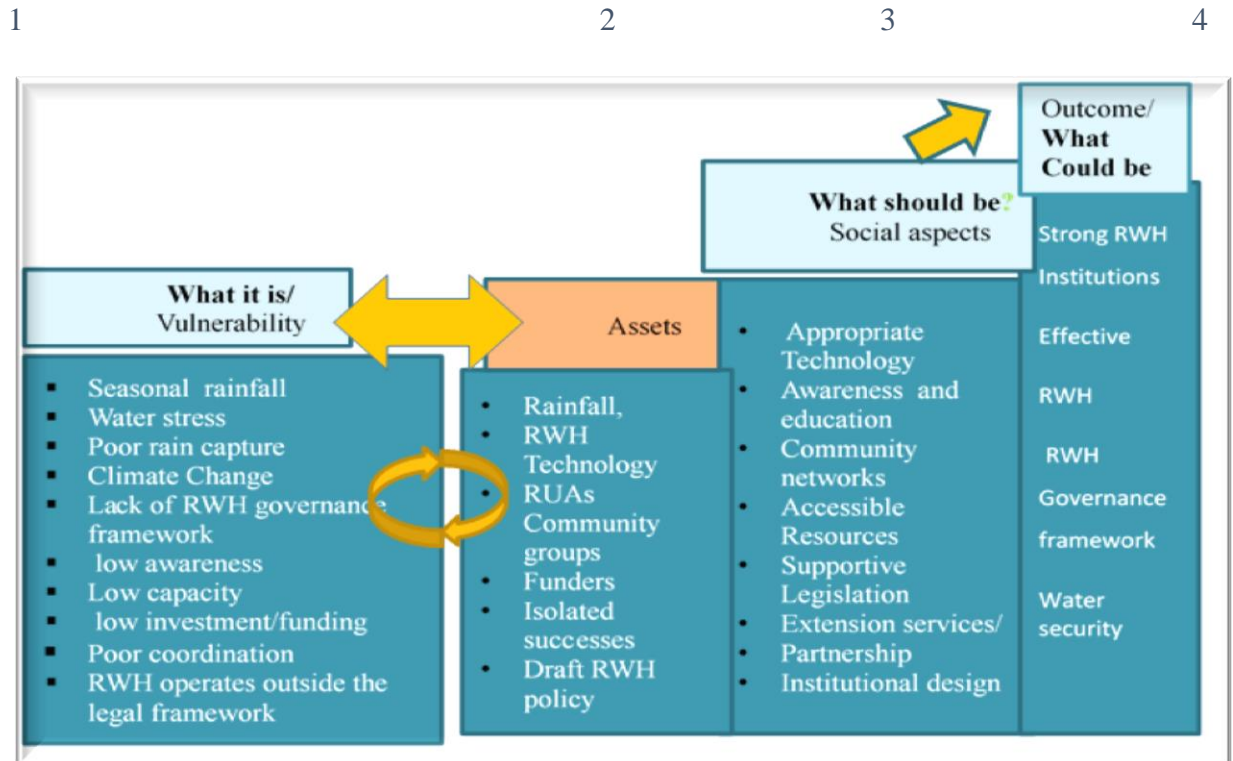 1 2 3 4
What it is/
Vulnerability
▪ Seasonal rainfall
▪ Water stress
▪ Poor rain capture
▪ Climate Change
▪ Lack of RWH governance
framework
▪ low awareness
▪ Low capacity
▪ low investment/funding
▪ Poor coordination
▪ RWH operates outside the
legal framework
Assets
• Rainfall,
• RWH
Technology
• RUAs
Community
groups
• Funders
• Isolated
successes
• Draft RWH
policy
What should be?
Social aspects
• Appropriate
Technology
• Awareness and
education
• Community
networks
• Accessible
Resources
• Supportive
Legislation
• Extension services/
• Partnership
• Institutional design
Outcome/
What
Could be
Strong RWH
Institutions
Effective
RWH
RWH
Governance
framework
Water
security